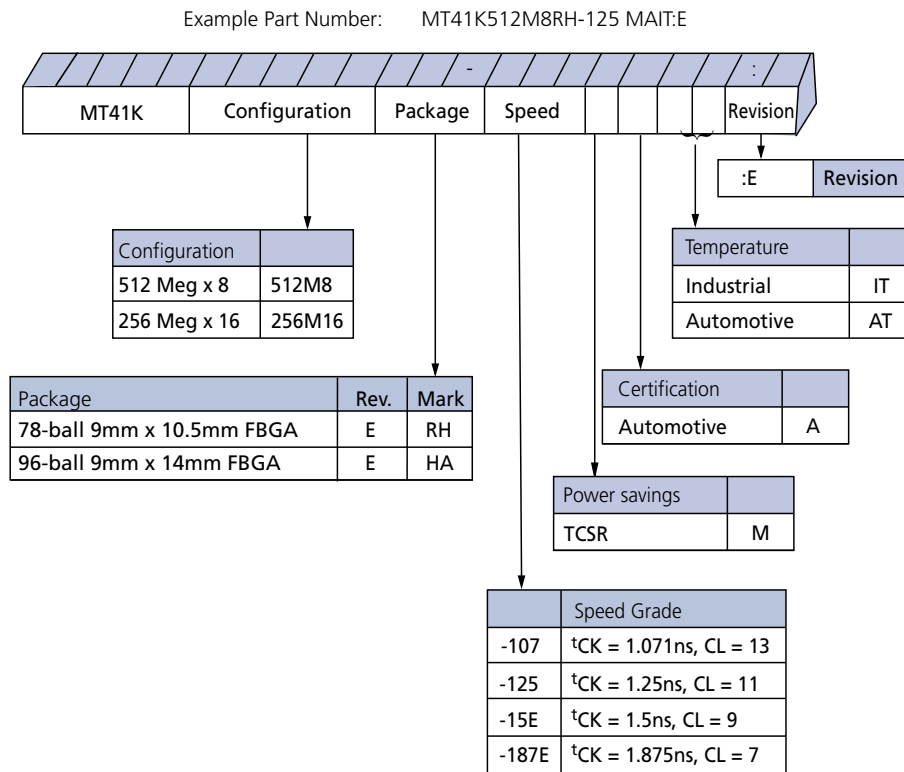 Example Part Number: MT41K512M8RH-125 MAIT:E
- :
MT41K Configuration Package Speed Revision
:E Revision
Configuration
512 Meg x 8 512M8
256 Meg x 16 256M16
Temperature
Industrial IT
Automotive AT
Package Rev. Mark
78-ball 9mm x 10.5mm FBGA E RH
96-ball 9mm x 14mm FBGA E HA
Certification
Automotive A
Power savings
TCSR M
Speed Grade
-107 tCK = 1.071ns, CL = 13
-125 tCK = 1.25ns, CL = 11
-15E tCK = 1.5ns, CL = 9
-187E tCK = 1.875ns, CL = 7